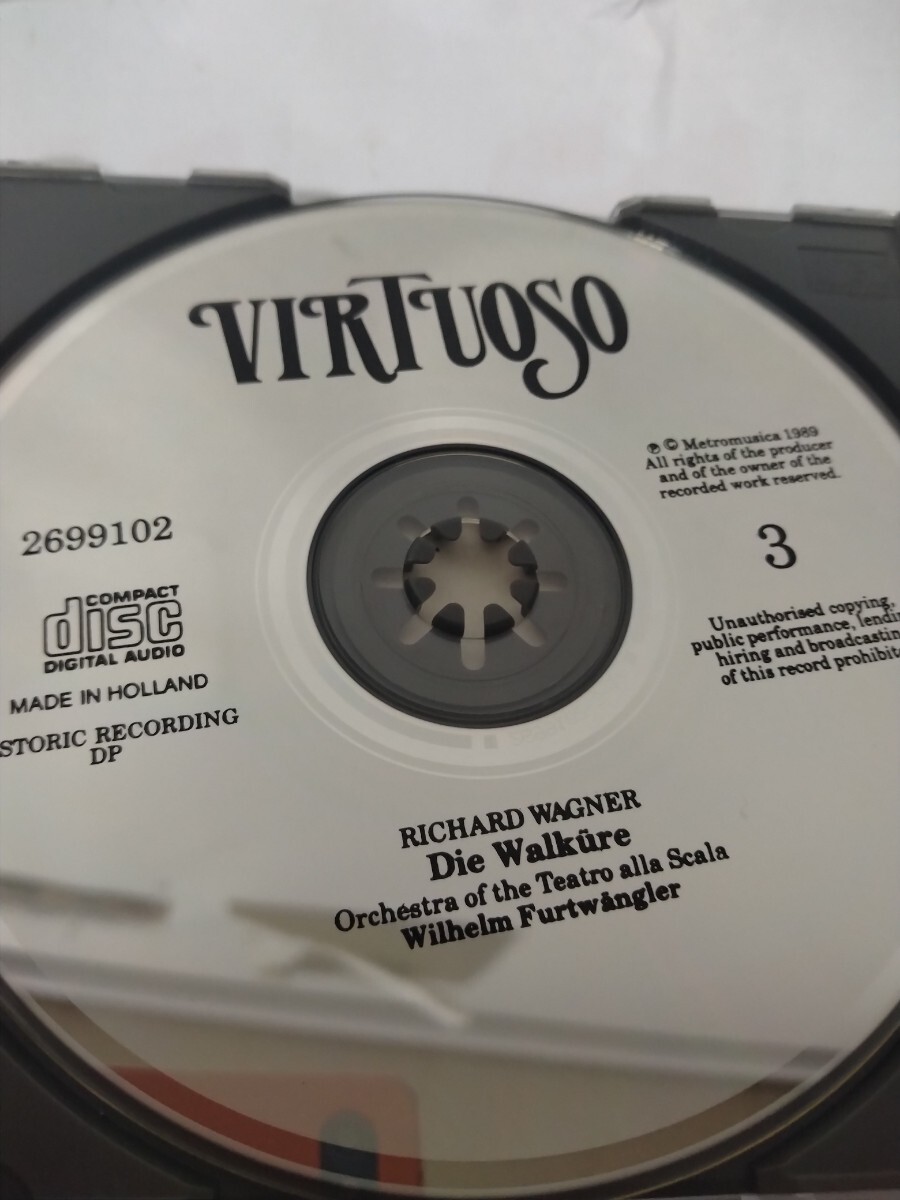 VIRTUOSO
℗ © Metromusica 1989
All rights of the producer
and of the owner of the
recorded work reserved.
2699102
3
COMPACT
disc
DIGITAL AUDIO
MADE IN HOLLAND
STORIC RECORDING
DP
Unauthorised copying,
public performance, lendi
hiring and broadcastin
of this record prohibit
RICHARD WAGNER
Die Walküre
Orchestra of the Teatro alla Scala
Wilhelm Furtwängler